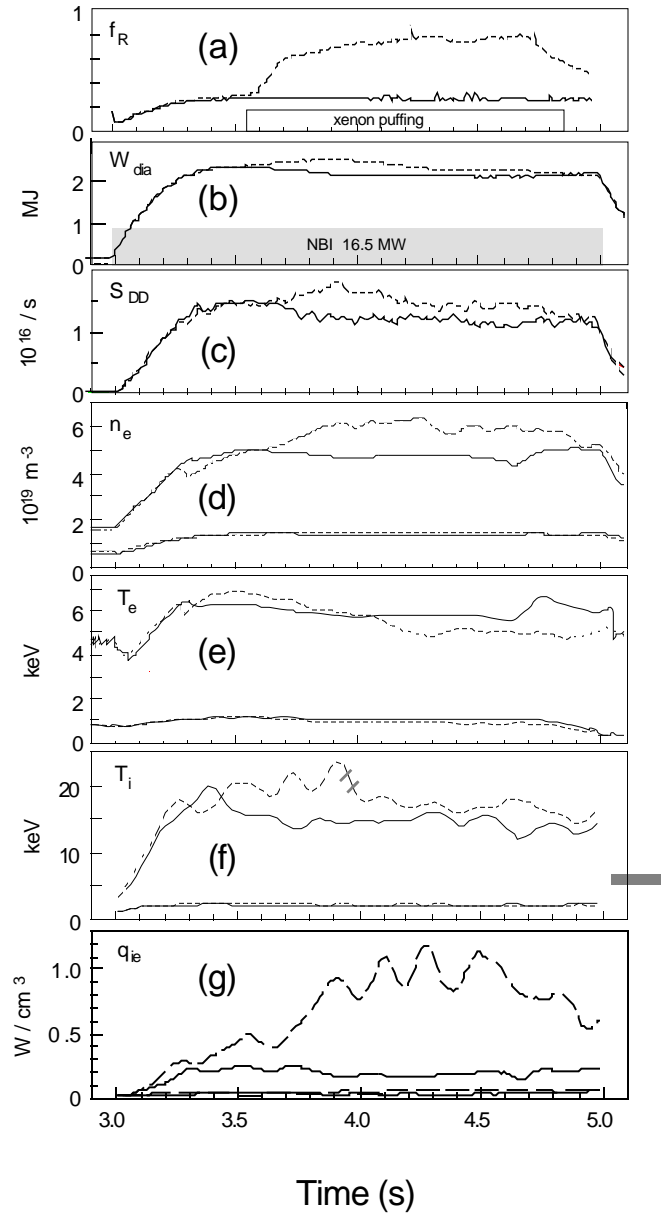 1
f_R
(a)
xenon puffing
0
W_dia
2
MJ
(b)
1
NBI 16.5 MW
0
S_DD
10^16 / s
1
(c)
0
n_e
6
10^19 m^-3
4
(d)
2
0
T_e
6
keV
(e)
4
2
0
T_i
20
keV
(f)
10
0
q_ie
1.0
(g)
W / cm^3
0.5
0
3.0 3.5 4.0 4.5 5.0
Time (s)